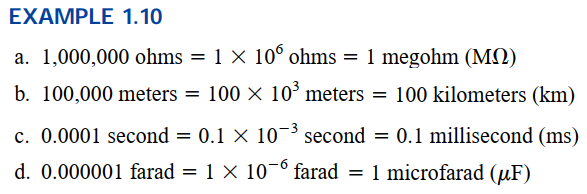 EXAMPLE 1.10
a. 1,000,000 ohms = 1 × 10⁶ ohms = 1 megohm (MΩ)
b. 100,000 meters = 100 × 10³ meters = 100 kilometers (km)
c. 0.0001 second = 0.1 × 10⁻³ second = 0.1 millisecond (ms)
d. 0.000001 farad = 1 × 10⁻⁶ farad = 1 microfarad (μF)